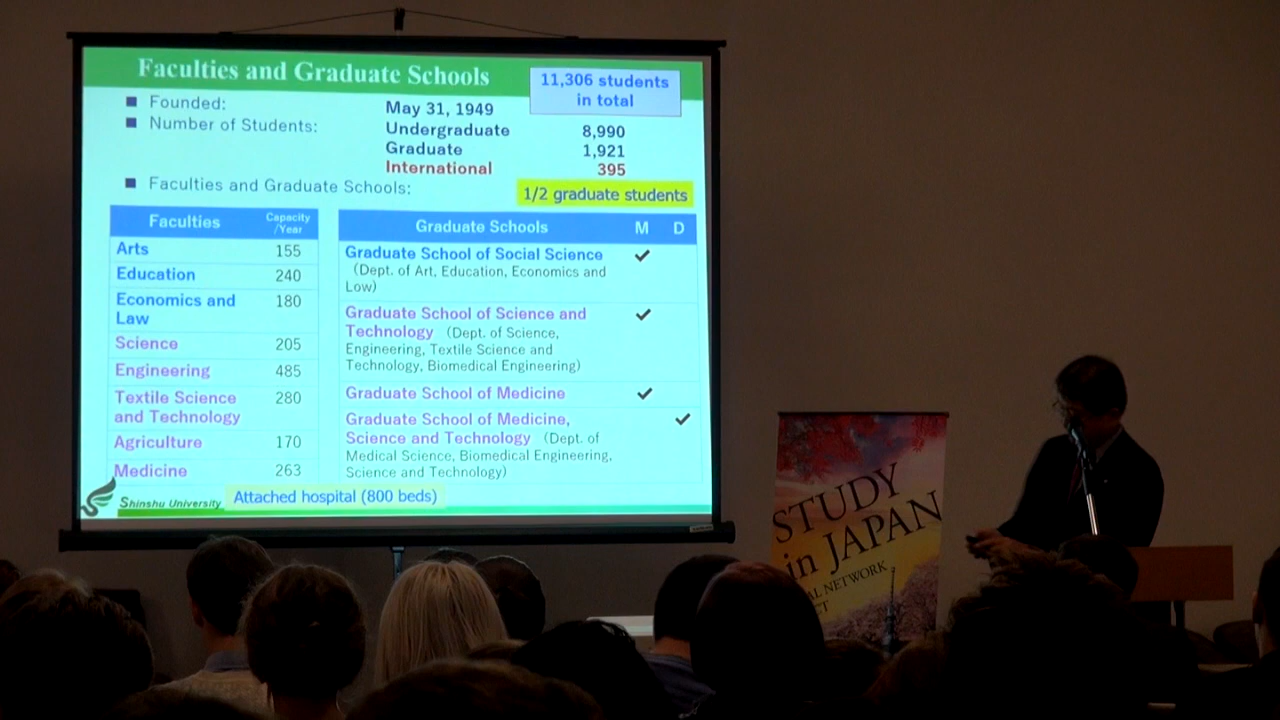 Faculties and Graduate Schools
11,306 students
in total
■ Founded: May 31, 1949
■ Number of Students: Undergraduate 8,990
Graduate 1,921
International 395
■ Faculties and Graduate Schools:
1/2 graduate students
Faculties Capacity
/Year
Arts 155
Education 240
Economics and 180
Law
Science 205
Engineering 485
Textile Science 280
and Technology
Agriculture 170
Medicine 263
Graduate Schools M D
Graduate School of Social Science ✓
(Dept. of Art, Education, Economics and
Low)
Graduate School of Science and ✓
Technology (Dept. of Science,
Engineering, Textile Science and
Technology, Biomedical Engineering)
Graduate School of Medicine ✓
Graduate School of Medicine, ✓
Science and Technology (Dept. of
Medical Science, Biomedical Engineering,
Science and Technology)
Shinshu University
Attached hospital (800 beds)
STUDY
in JAPAN
NETWORK